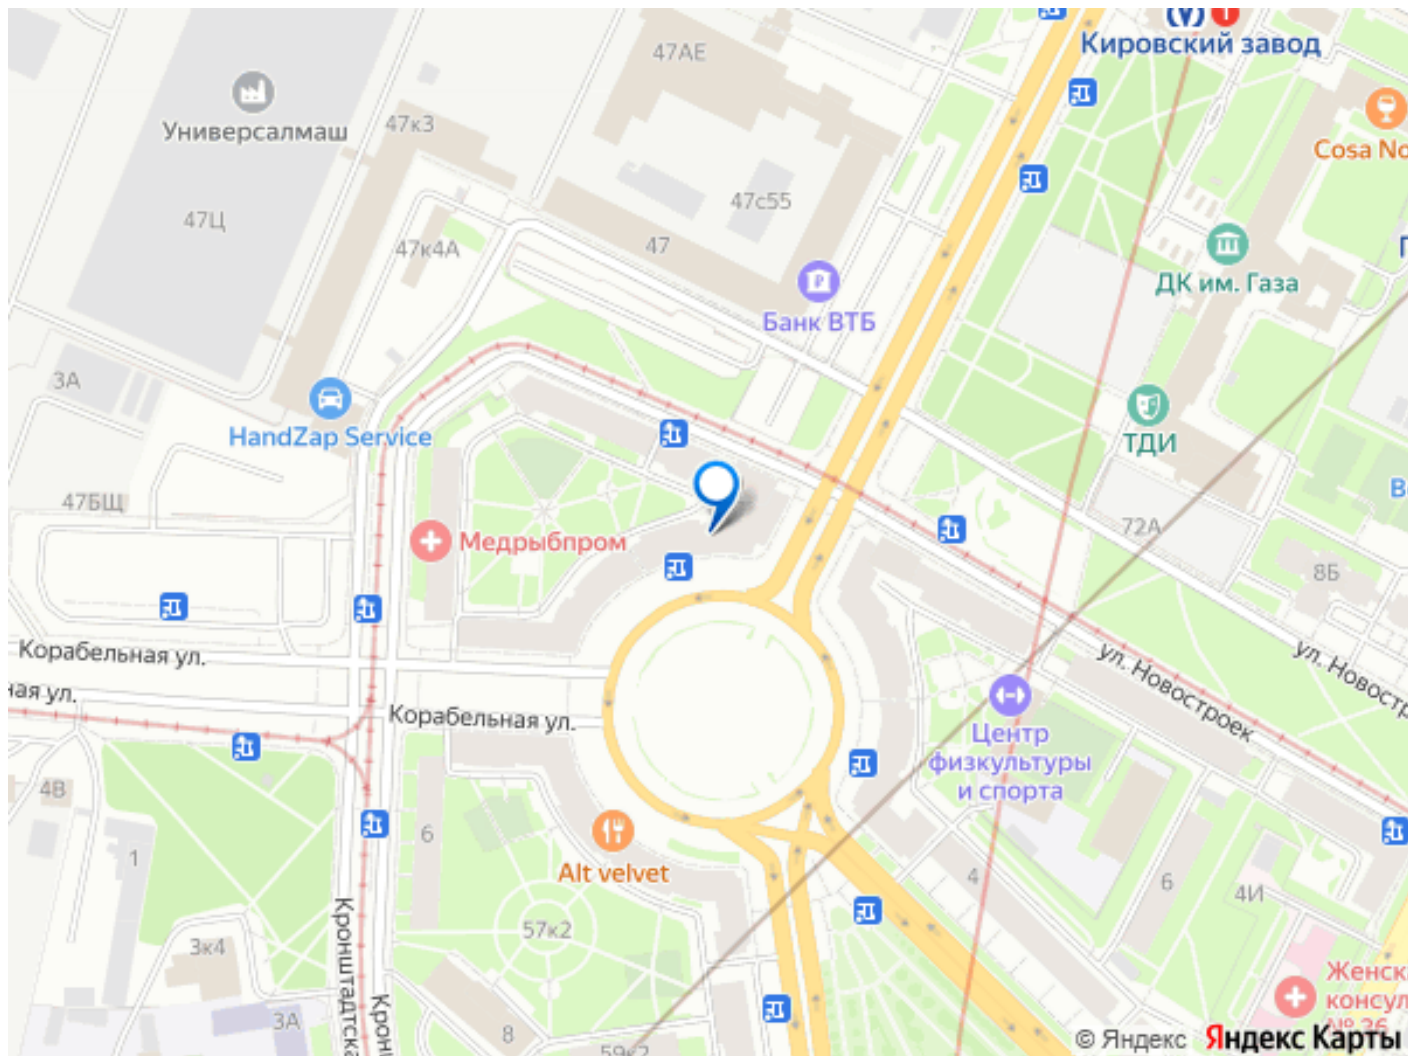 Кировский завод
47АЕ
Универсалмаш
47к3
Cosa No
47Ц
47с55
47к4А
47
ДК им. Газа
Банк ВТБ
3А
HandZap Service
ТДИ
47БЩ
72А
Медрыбпром
8Б
Корабельная ул.
ная ул.
Корабельная ул.
ул. Новостроек
ул. Новостр
Центр
физкультуры
и спорта
4В
1
6
Alt velvet
4
6
4И
57к2
3к4
Кронштадтска
Крон
3А
8
59к2
Женск
консул
№ 36
© Яндекс Яндекс Карты